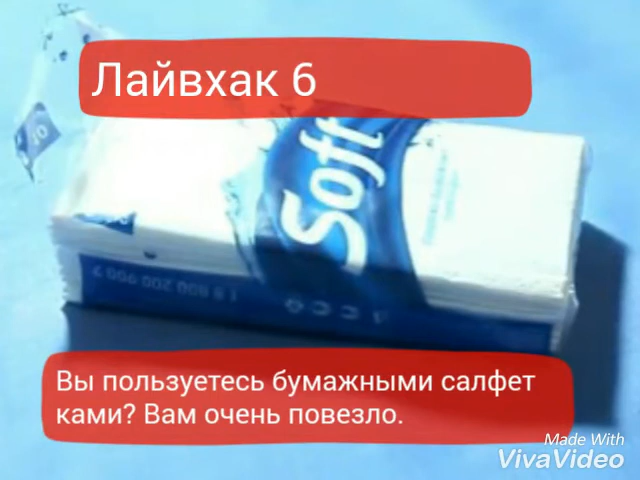 Лайвхак 6
Soft
Вы пользуетесь бумажными салфет
ками? Вам очень повезло.
Made With
VivaVideo